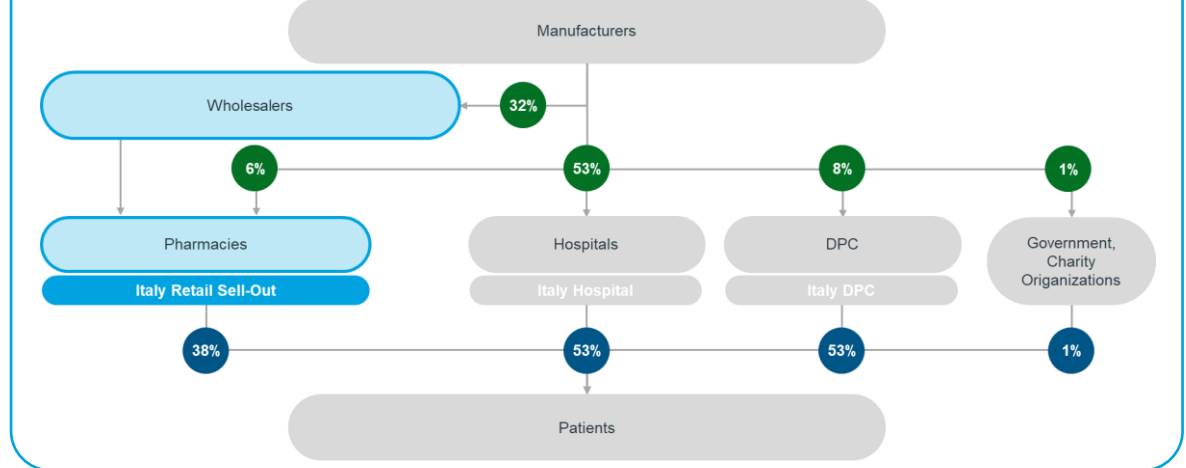 Manufacturers
Wholesalers
32%
6%
53%
8%
1%
Pharmacies
Hospitals
DPC
Government,
Charity
Origanizations
Italy Retail Sell-Out
Italy Hospital
Italy DPC
38%
53%
53%
1%
Patients